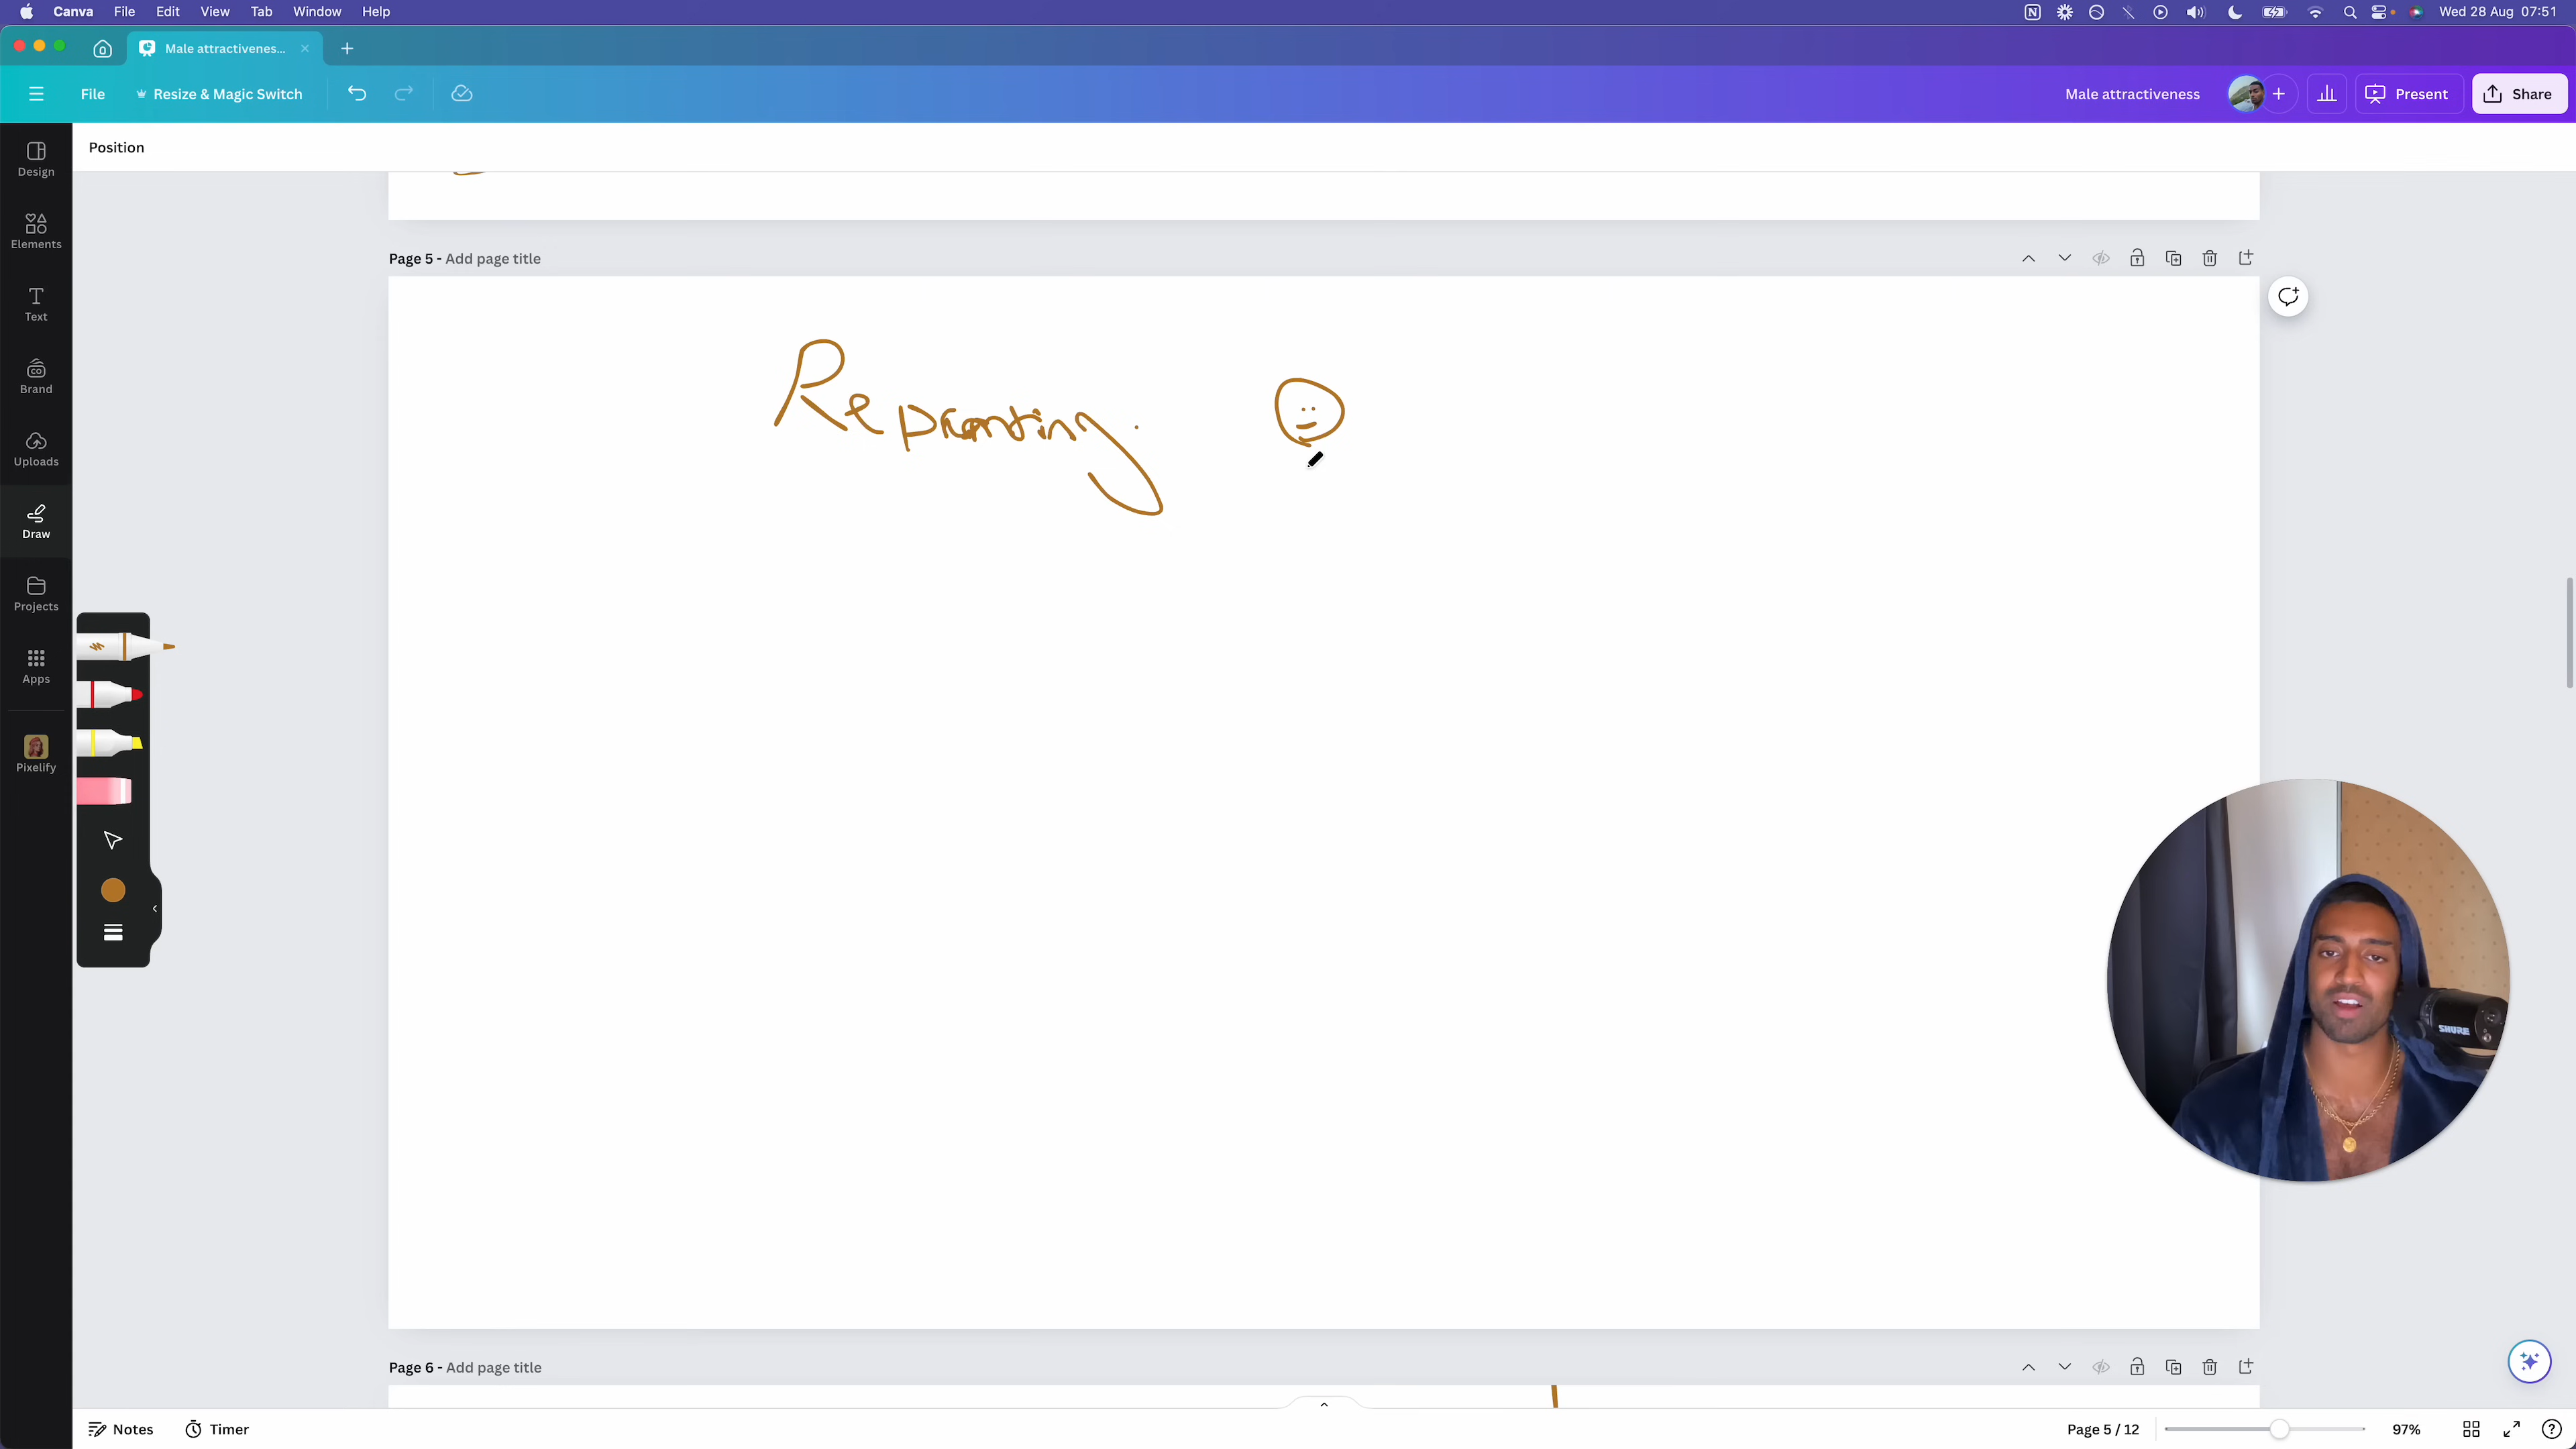 Canva File Edit View Tab Window Help
Wed 28 Aug 07:51
Male attractivenes...
File Resize & Magic Switch
Male attractiveness
Present
Share
Position
Design
Elements
Text
Brand
Uploads
Draw
Projects
Apps
Pixelify
Page 5 - Add page title
SHURE
Page 6 - Add page title
Notes Timer
Page 5 / 12 97%